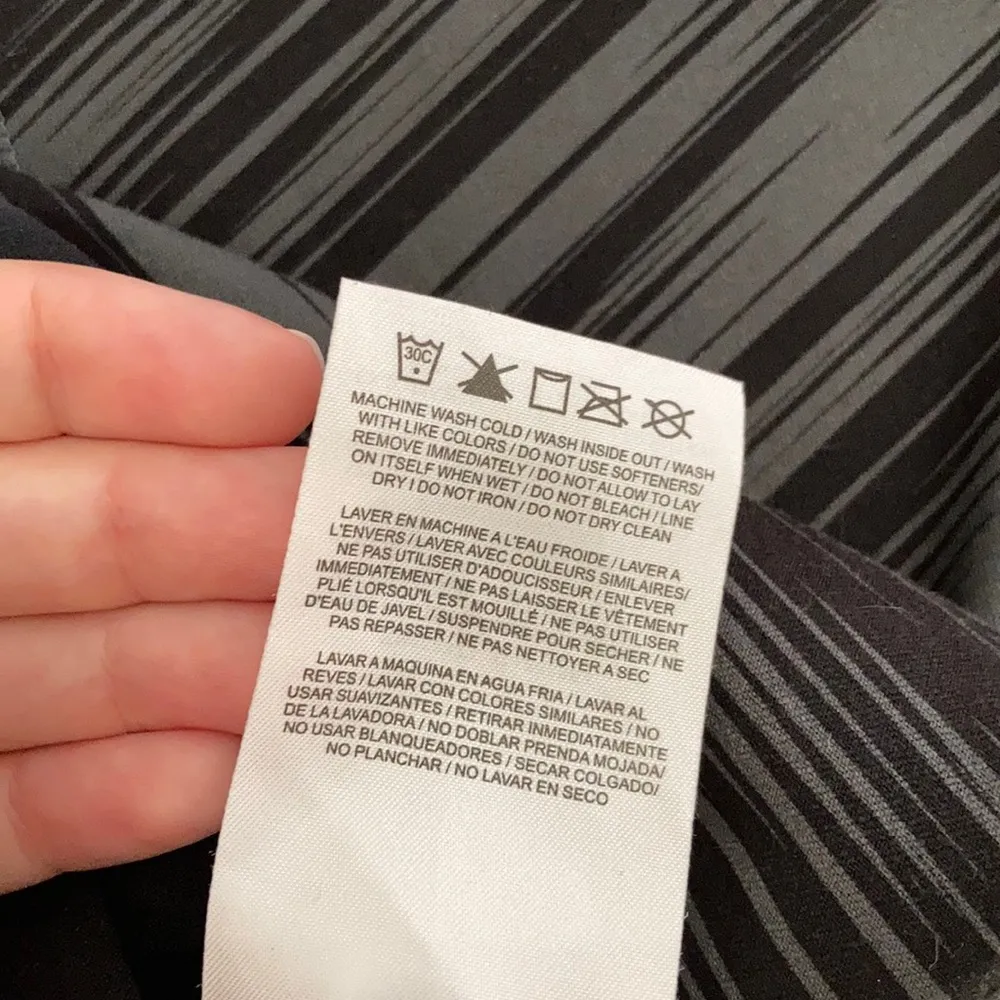 30C
MACHINE WASH COLD / WASH INSIDE OUT / WASH
WITH LIKE COLORS / DO NOT USE SOFTENERS/
REMOVE IMMEDIATELY / DO NOT ALLOW TO LAY
ON ITSELF WHEN WET / DO NOT BLEACH / LINE
DRY I DO NOT IRON / DO NOT DRY CLEAN
LAVER EN MACHINE A L'EAU FROIDE / LAVER A
L'ENVERS / LAVER AVEC COULEURS SIMILAIRES/
NE PAS UTILISER D'ADOUCISSEUR / ENLEVER
IMMEDIATEMENT / NE PAS LAISSER LE VÊTEMENT
PLIÉ LORSQU'IL EST MOUILLÉ / NE PAS UTILISER
D'EAU DE JAVEL / SUSPENDRE POUR SECHER / NE
PAS REPASSER / NE PAS NETTOYER A SEC
LAVAR A MAQUINA EN AGUA FRIA / LAVAR AL
REVES / LAVAR CON COLORES SIMILARES / NO
USAR SUAVIZANTES / RETIRAR INMEDIATAMENTE
DE LA LAVADORA / NO DOBLAR PRENDA MOJADA/
NO USAR BLANQUEADORES / SECAR COLGADO/
NO PLANCHAR / NO LAVAR EN SECO